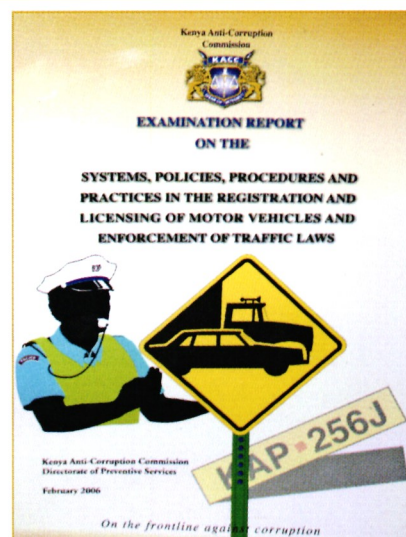 Kenya Anti-Corruption
Commission
KACC
EXAMINATION REPORT
ON THE
SYSTEMS, POLICIES, PROCEDURES AND
PRACTICES IN THE REGISTRATION AND
LICENSING OF MOTOR VEHICLES AND
ENFORCEMENT OF TRAFFIC LAWS
KAP 256J
Kenya Anti-Corruption Commission
Directorate of Preventive Services
February 2006
On the frontline against corruption